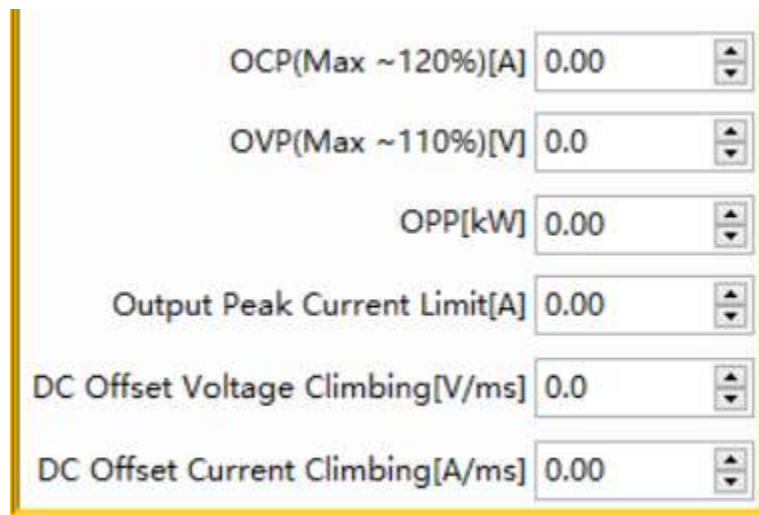 OCP(Max ~120%)[A] 0.00
OVP(Max ~110%)[V] 0.0
OPP[kW] 0.00
Output Peak Current Limit[A] 0.00
DC Offset Voltage Climbing[V/ms] 0.0
DC Offset Current Climbing[A/ms] 0.00